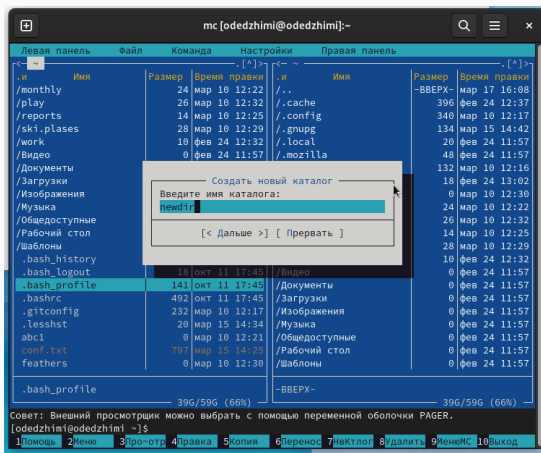 mc [odedzhimi@odedzhimi]:~
Левая панель Файл Команда Настройки Правая панель
<- ~ .[^]> <- ~ .[^]>
.и Имя Размер Время правки .и Имя Размер Время правки
/monthly 24 мар 10 12:22 /.. -ВВЕРХ- мар 17 16:08
/play 26 мар 10 12:32 /.cache 396 фев 24 12:37
/reports 14 мар 10 12:25 /.config 340 мар 10 12:17
/ski.plases 28 мар 10 12:29 /.gnupg 134 мар 15 14:42
/work 10 фев 24 12:32 /.local 20 фев 24 11:57
/Видео 0 фев 24 11:57 /.mozilla 48 фев 24 11:57
/Документы 132 мар 10 12:16
/Загрузки 18 фев 24 13:02
/Изображения 0 мар 10 12:30
/Музыка 24 мар 10 12:22
/Общедоступные 26 мар 10 12:32
/Рабочий стол 14 мар 10 12:25
/Шаблоны 28 мар 10 12:29
.bash_history 10 фев 24 12:32
Создать новый каталог
Введите имя каталога:
newdir
[< Дальше >] [ Прервать ]
.bash_logout 18 окт 11 17:45 /Видео 0 фев 24 11:57
.bash_profile 141 окт 11 17:45 /Документы 0 фев 24 11:57
.bashrc 492 окт 11 17:45 /Загрузки 0 фев 24 11:57
.gitconfig 232 мар 10 12:17 /Изображения 0 фев 24 11:57
.lesshst 20 мар 15 14:34 /Музыка 0 фев 24 11:57
abc1 0 мар 10 12:21 /Общедоступные 0 фев 24 11:57
conf.txt 797 мар 15 14:25 /Рабочий стол 0 фев 24 11:57
feathers 0 мар 10 12:30 /Шаблоны 0 фев 24 11:57
.bash_profile -ВВЕРХ-
39G/59G (66%) 39G/59G (66%)
Совет: Внешний просмотрщик можно выбрать с помощью переменной оболочки PAGER.
[odedzhimi@odedzhimi ~]$
1Помощь 2Меню 3Про~отр 4Правка 5Копия 6Перенос 7НвКтлог 8Удалить 9МенюМС 10Выход